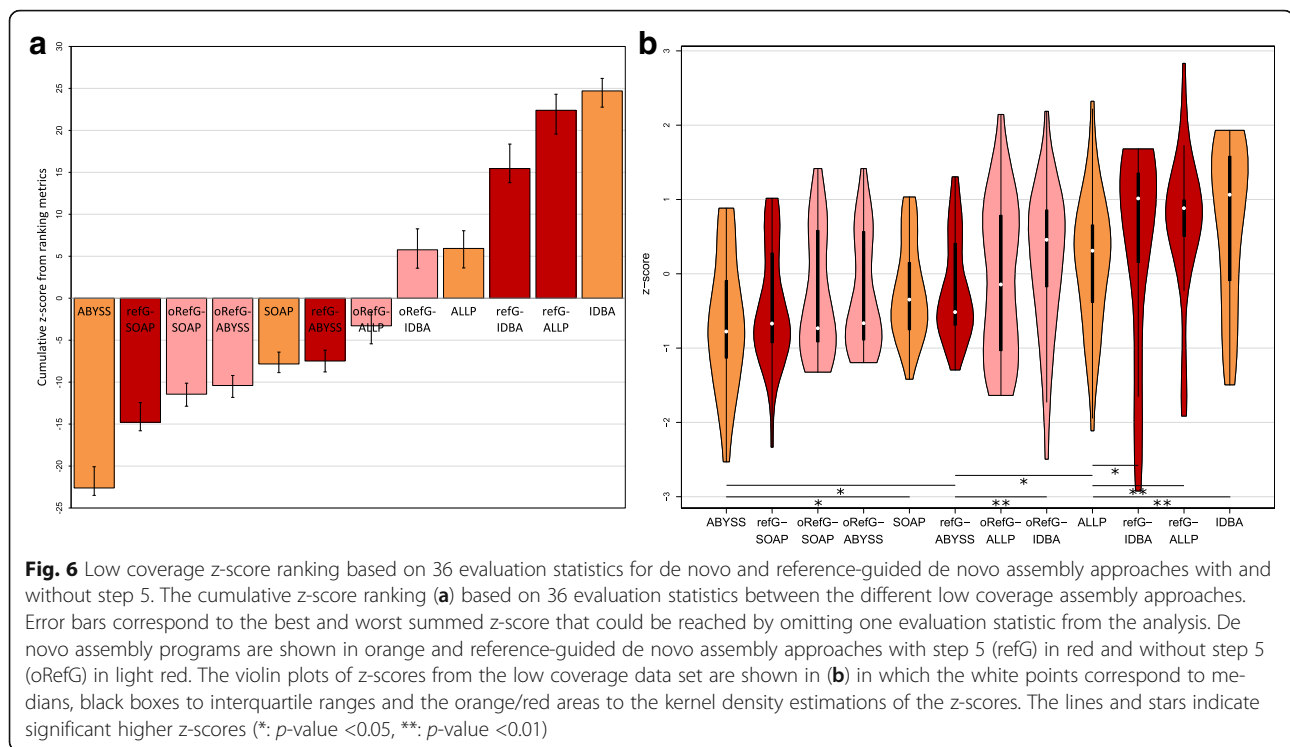 a
b
Cumulative z-score from ranking metrics
30
25
20
15
10
5
0
-5
-10
-15
-20
-25
ABYSS
refG-
SOAP
oRefG-
SOAP
oRefG-
ABYSS
SOAP
refG-
ABYSS
oRefG-
ALLP
oRefG-
IDBA
ALLP
refG-
IDBA
refG-
ALLP
IDBA
z−score
3
2
1
0
−1
−2
−3
*
*
*
**
*
**
**
ABYSS
refG−
SOAP
oRefG−
SOAP
oRefG−
ABYSS
SOAP
refG−
ABYSS
oRefG−
ALLP
oRefG−
IDBA
ALLP
refG−
IDBA
refG−
ALLP
IDBA
Fig. 6 Low coverage z-score ranking based on 36 evaluation statistics for de novo and reference-guided de novo assembly approaches with and
without step 5. The cumulative z-score ranking (a) based on 36 evaluation statistics between the different low coverage assembly approaches.
Error bars correspond to the best and worst summed z-score that could be reached by omitting one evaluation statistic from the analysis. De
novo assembly programs are shown in orange and reference-guided de novo assembly approaches with step 5 (refG) in red and without step 5
(oRefG) in light red. The violin plots of z-scores from the low coverage data set are shown in (b) in which the white points correspond to me-
dians, black boxes to interquartile ranges and the orange/red areas to the kernel density estimations of the z-scores. The lines and stars indicate
significant higher z-scores (*: p-value <0.05, **: p-value <0.01)